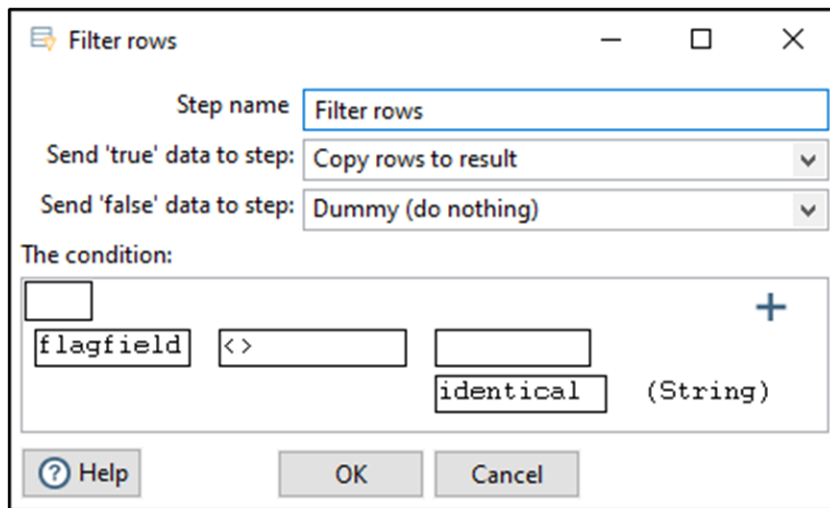 Filter rows
Step name Filter rows
Send 'true' data to step: Copy rows to result
Send 'false' data to step: Dummy (do nothing)
The condition:
flagfield <>
identical (String)
Help OK Cancel